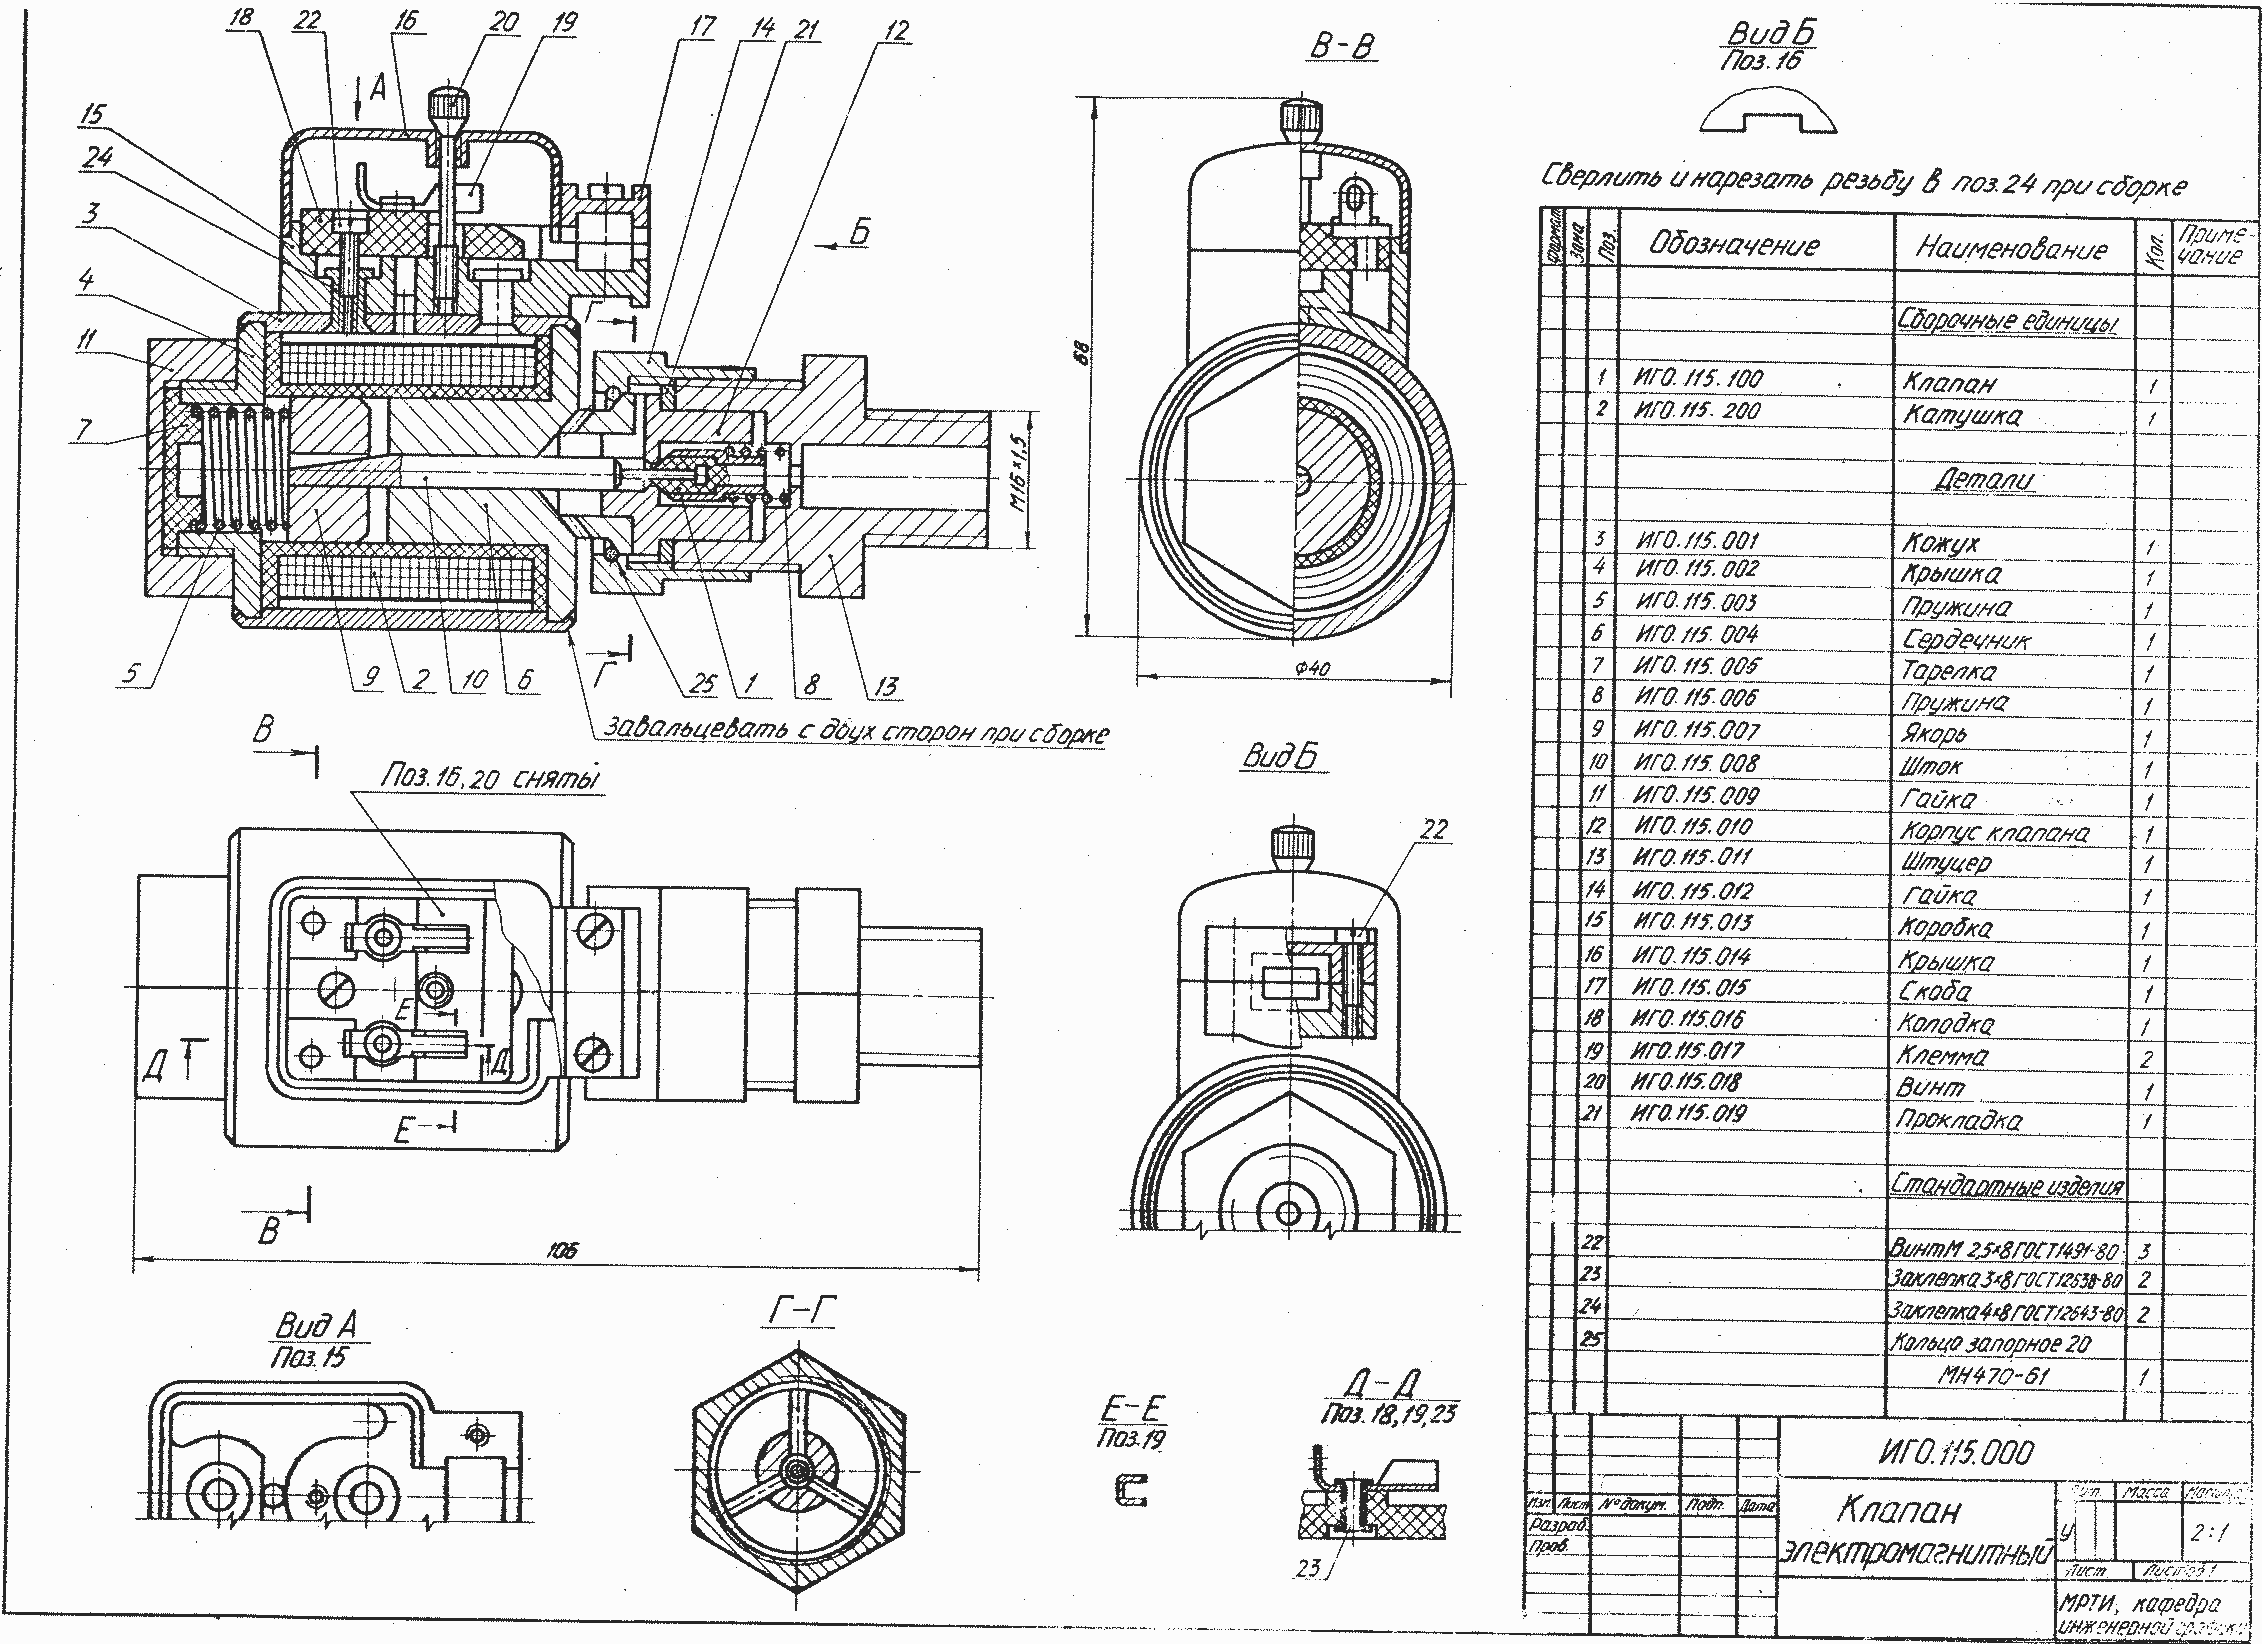 18 22 16 20 19 17 14 21 12
А
15
24
3
4
11
7
Б
М16×1,5
Г
Г
5 9 2 10 6 25 1 8 13
Завальцевать с двух сторон при сборке
В-В
68
Ф40
Вид Б
Поз.16
Сверлить и нарезать резьбу в поз.24 при сборке
В
Поз.16,20 сняты
Е
Д
Д
Е
В
106
Вид Б
22
Вид А
Поз.15
Г-Г
Е-Е
Поз.19
Д-Д
Поз.18,19,23
23
Формат Зона Поз. Обозначение Наименование Кол. Приме-
чание
Сборочные единицы
1 ИГО.115.100 Клапан 1
2 ИГО.115.200 Катушка 1
Детали
3 ИГО.115.001 Кожух 1
4 ИГО.115.002 Крышка 1
5 ИГО.115.003 Пружина 1
6 ИГО.115.004 Сердечник 1
7 ИГО.115.005 Тарелка 1
8 ИГО.115.006 Пружина 1
9 ИГО.115.007 Якорь 1
10 ИГО.115.008 Шток 1
11 ИГО.115.009 Гайка 1
12 ИГО.115.010 Корпус клапана 1
13 ИГО.115.011 Штуцер 1
14 ИГО.115.012 Гайка 1
15 ИГО.115.013 Коробка 1
16 ИГО.115.014 Крышка 1
17 ИГО.115.015 Скоба 1
18 ИГО.115.016 Колодка 1
19 ИГО.115.017 Клемма 2
20 ИГО.115.018 Винт 1
21 ИГО.115.019 Прокладка 1
Стандартные изделия
22 Винт М 2,5×8 ГОСТ 1491-80 3
23 Заклепка 3×8 ГОСТ 12638-80 2
24 Заклепка 4×8 ГОСТ 12643-80 2
25 Кольцо запорное 20
МН470-61 1
ИГО.115.000
Изм. Лист № докум. Подп. Дата
Разраб.
Пров.
Клапан
электромагнитный
Лит. Масса Масштаб
У 2:1
Лист Листов 1
МРТИ, кафедра
инженерной графики